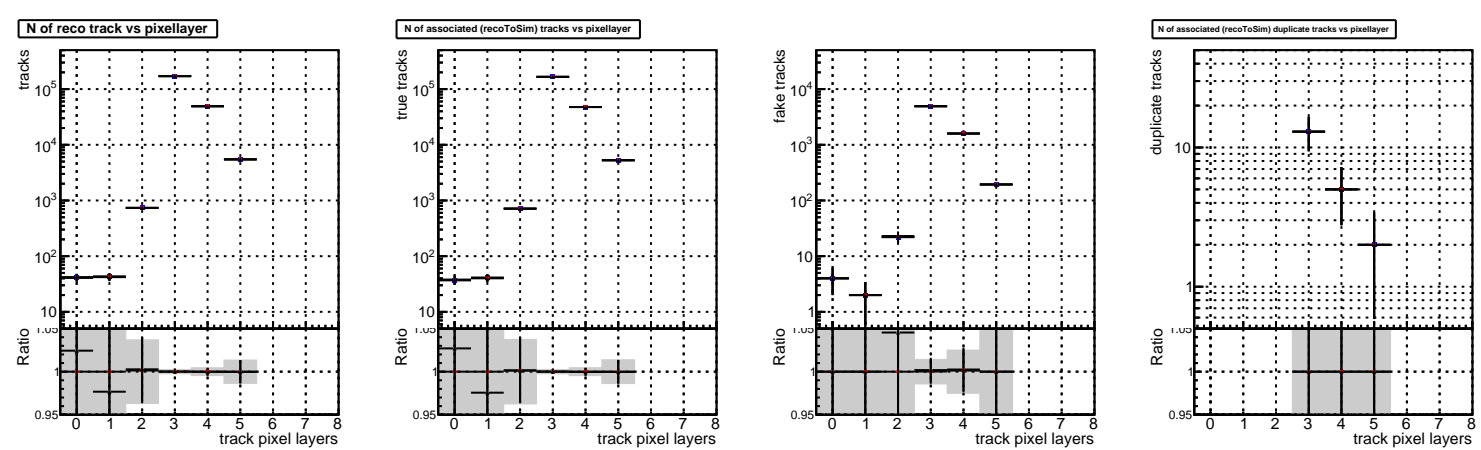 N of reco track vs pixellayer
tracks
10^5
10^4
10^3
10^2
10
Ratio
1.05
1
0.95
0 1 2 3 4 5 6 7 8
track pixel layers
N of associated (recoToSim) tracks vs pixellayer
true tracks
10^5
10^4
10^3
10^2
10
Ratio
1.05
1
0.95
0 1 2 3 4 5 6 7 8
track pixel layers
fake tracks
10^4
10^3
10^2
10
1
Ratio
1.05
1
0.95
0 1 2 3 4 5 6 7 8
track pixel layers
N of associated (recoToSim) duplicate tracks vs pixellayer
duplicate tracks
10
1
Ratio
1.05
1
0.95
0 1 2 3 4 5 6 7 8
track pixel layers